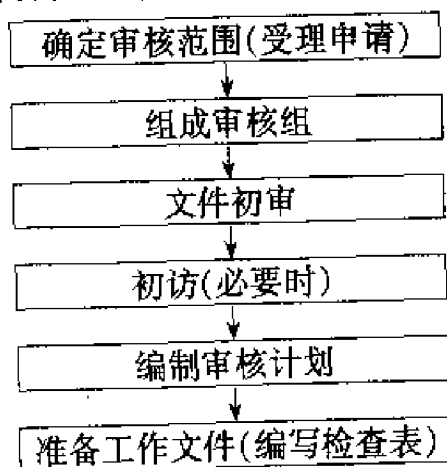 确定审核范围(受理申请)
组成审核组
文件初审
初访(必要时)
编制审核计划
准备工作文件(编写检查表)